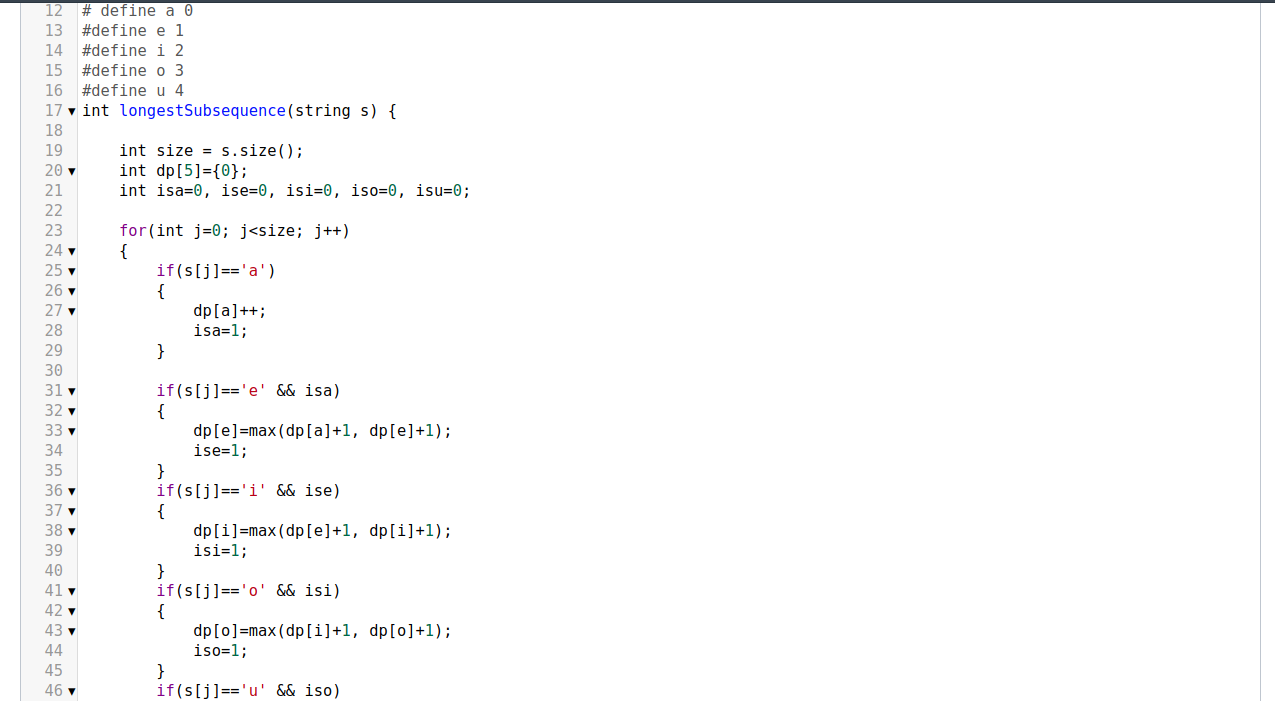 12 # define a 0
13 #define e 1
14 #define i 2
15 #define o 3
16 #define u 4
17 int longestSubsequence(string s) {
18
19     int size = s.size();
20     int dp[5]={0};
21     int isa=0, ise=0, isi=0, iso=0, isu=0;
22
23     for(int j=0; j<size; j++)
24     {
25         if(s[j]=='a')
26         {
27             dp[a]++;
28             isa=1;
29         }
30
31         if(s[j]=='e' && isa)
32         {
33             dp[e]=max(dp[a]+1, dp[e]+1);
34             ise=1;
35         }
36         if(s[j]=='i' && ise)
37         {
38             dp[i]=max(dp[e]+1, dp[i]+1);
39             isi=1;
40         }
41         if(s[j]=='o' && isi)
42         {
43             dp[o]=max(dp[i]+1, dp[o]+1);
44             iso=1;
45         }
46         if(s[j]=='u' && iso)